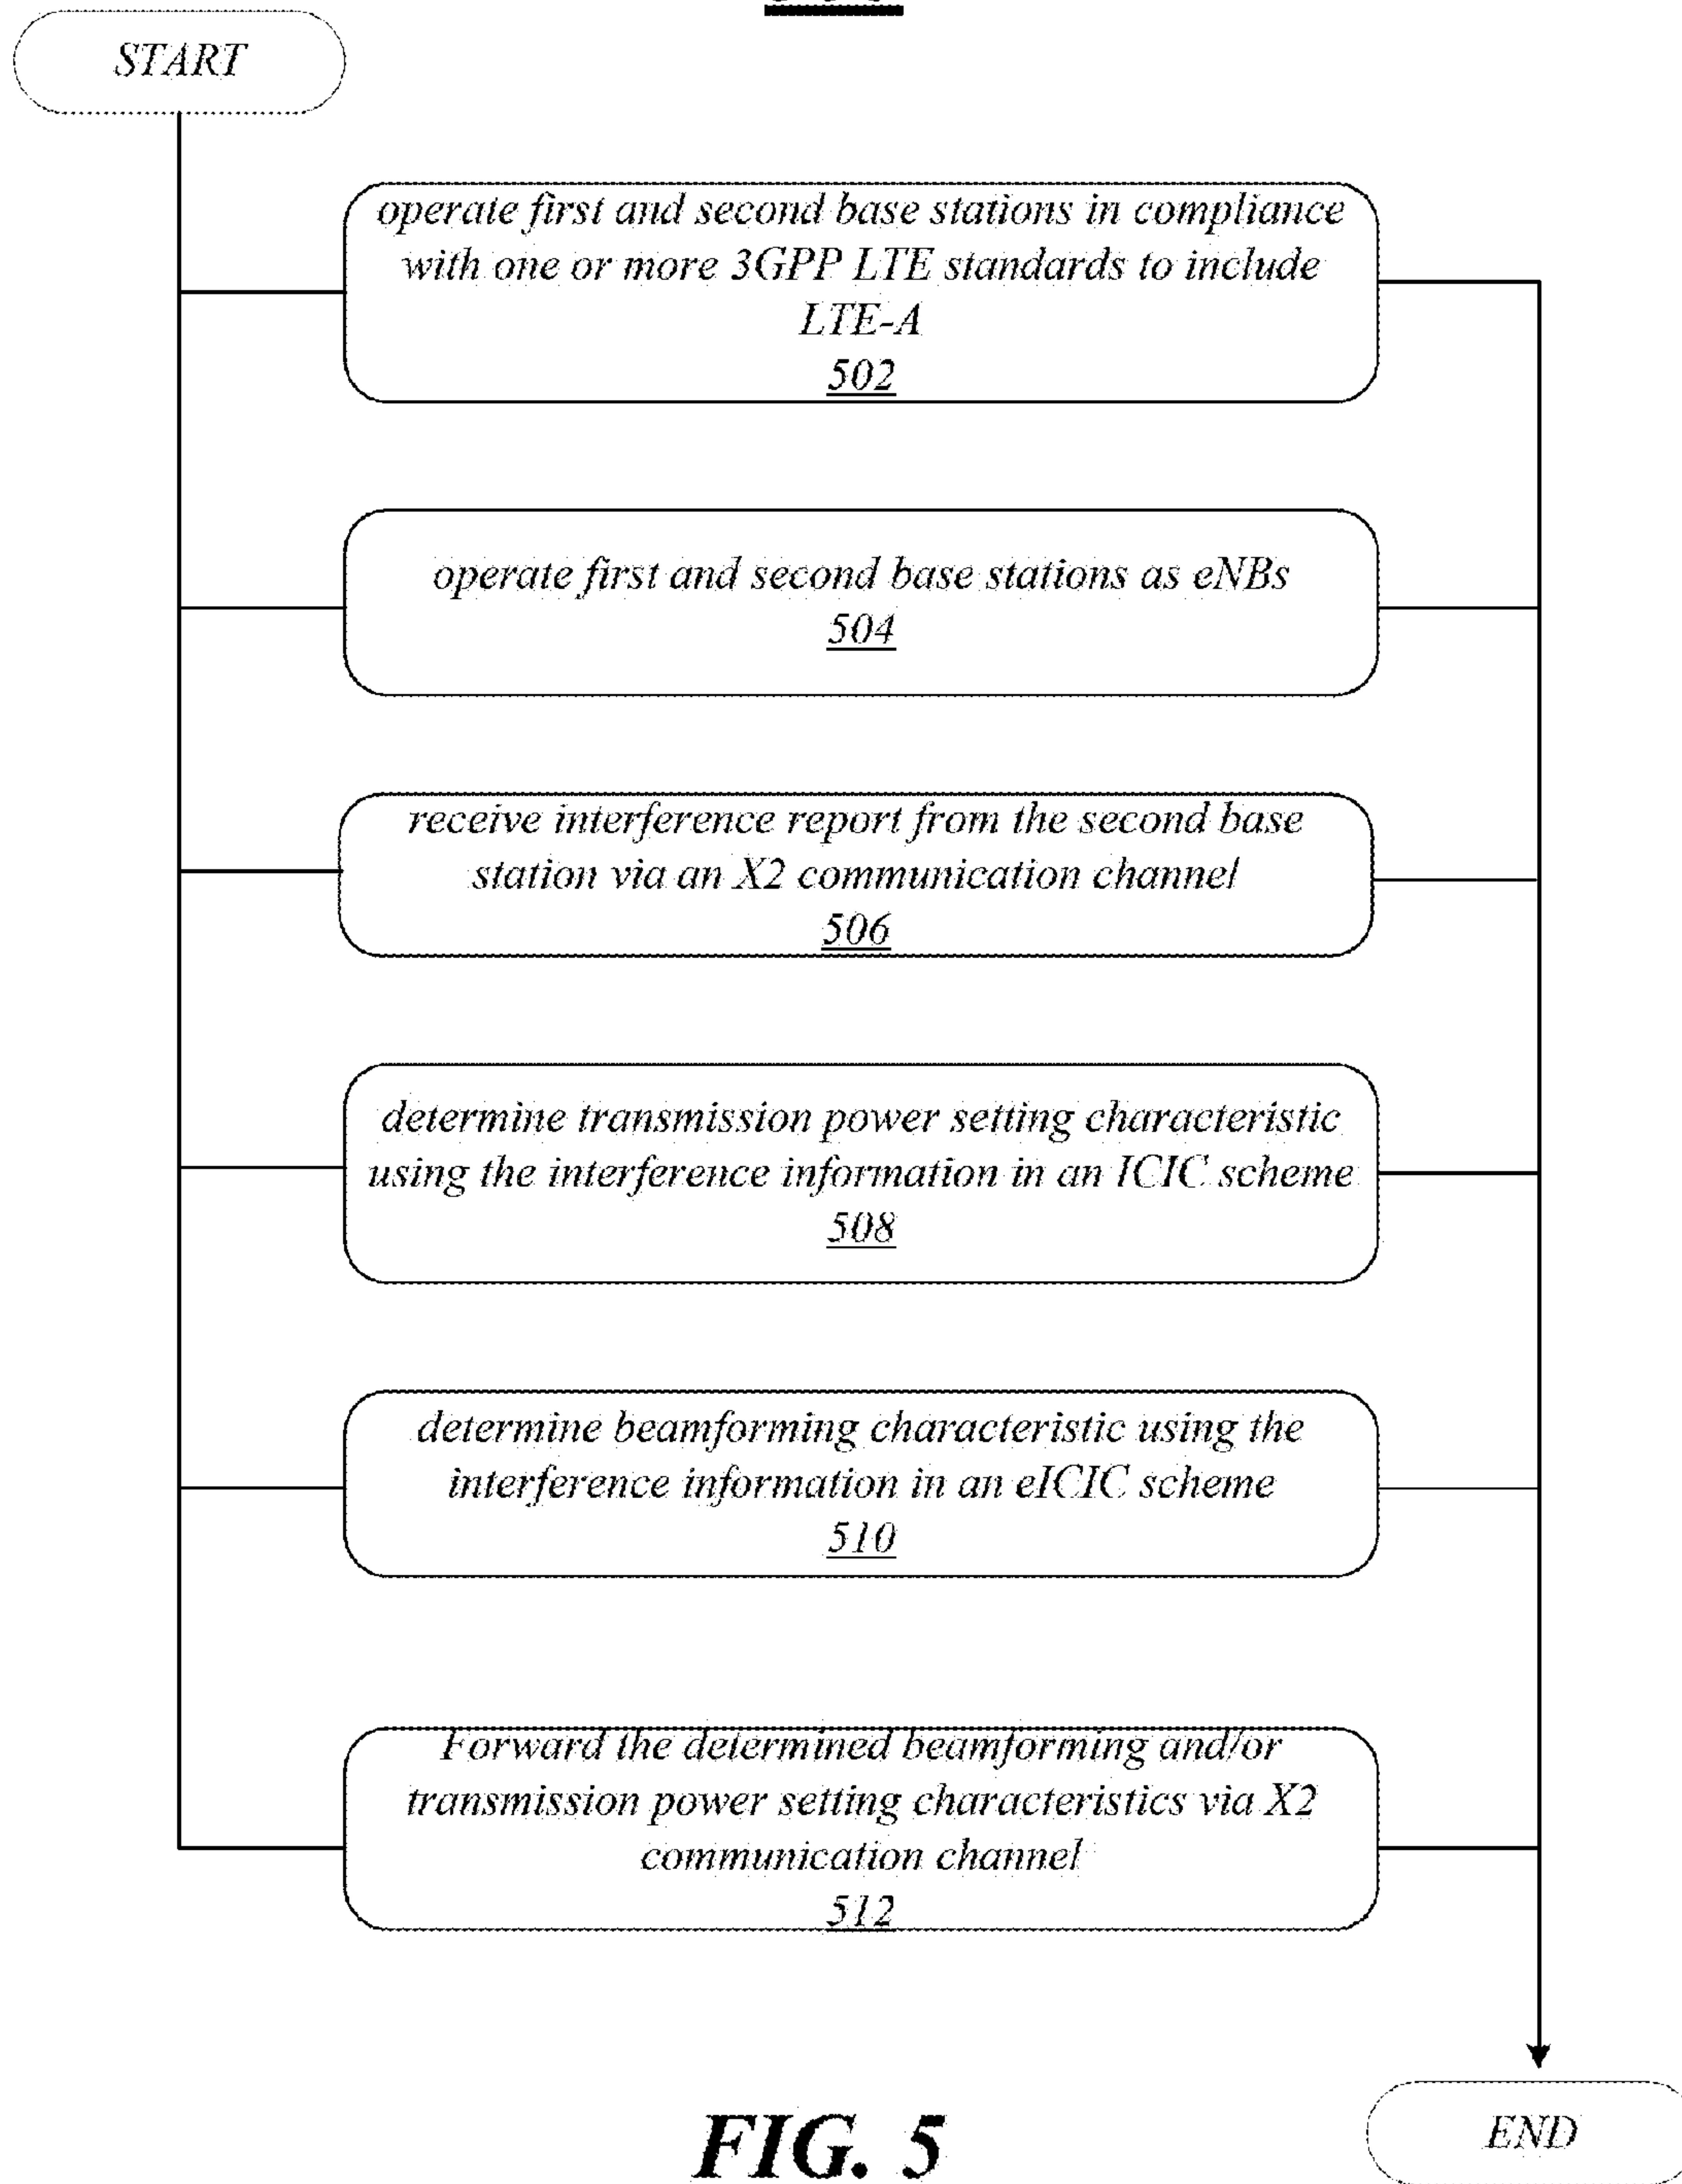 START
operate first and second base stations in compliance
with one or more 3GPP LTE standards to include
LTE-A
502
operate first and second base stations as eNBs
504
receive interference report from the second base
station via an X2 communication channel
506
determine transmission power setting characteristic
using the interference information in an ICIC scheme
508
determine beamforming characteristic using the
interference information in an eICIC scheme
510
Forward the determined beamforming and/or
transmission power setting characteristics via X2
communication channel
512
END
FIG. 5